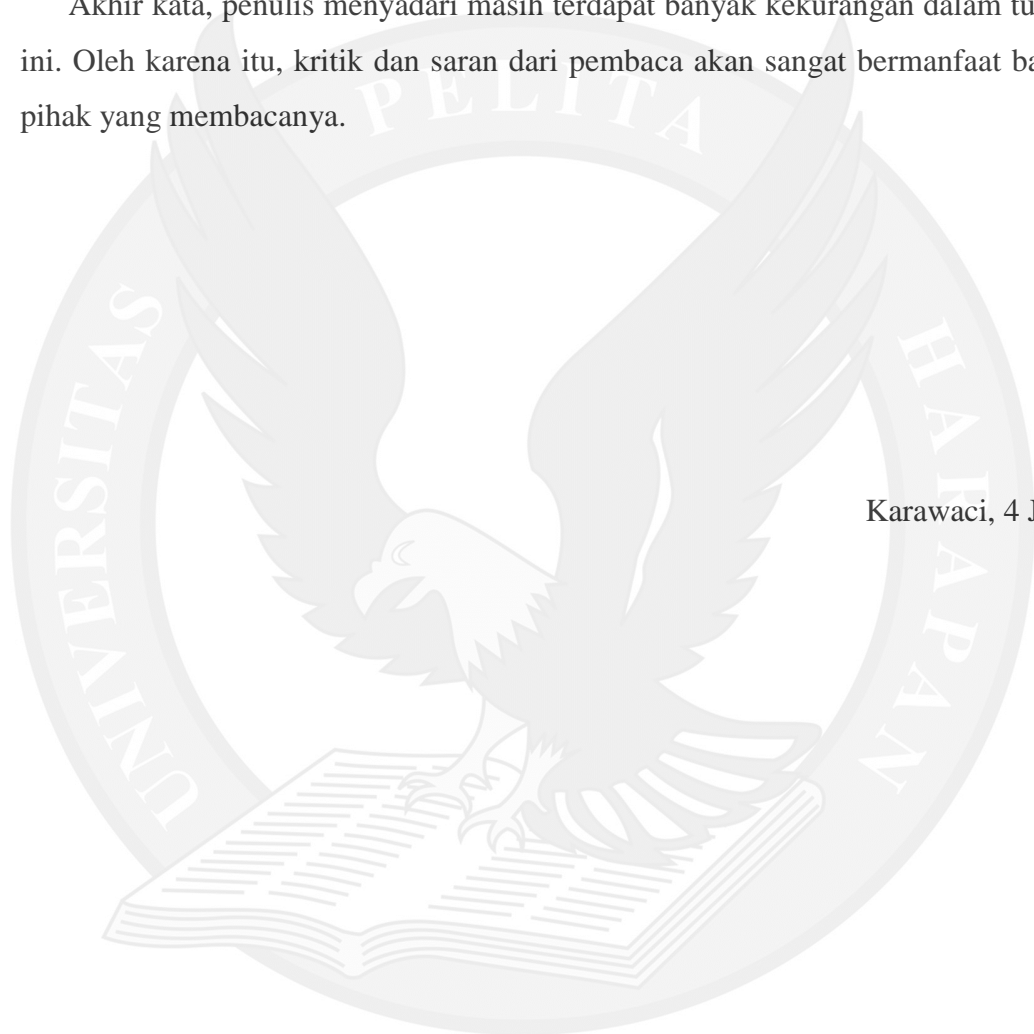 Akhir kata, penulis menyadari masih terdapat banyak kekurangan dalam tu
ini. Oleh karena itu, kritik dan saran dari pembaca akan sangat bermanfaat ba
pihak yang membacanya.
Karawaci, 4 J
UNIVERSITAS PELITA HARAPAN